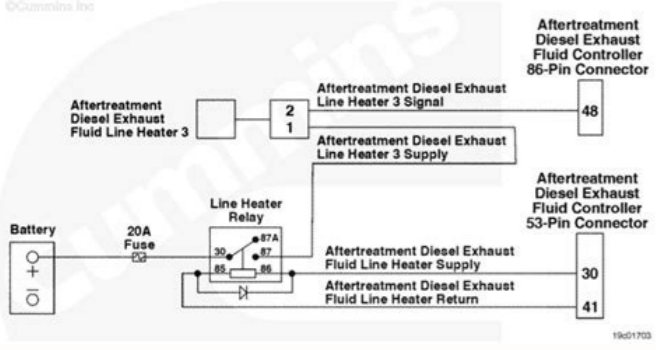 ©Cummins Inc
Aftertreatment
Diesel Exhaust
Fluid Controller
86-Pin Connector
Aftertreatment Diesel Exhaust
Line Heater 3 Signal
Aftertreatment
Diesel Exhaust
Fluid Line Heater 3
2
1
48
Aftertreatment Diesel Exhaust
Line Heater 3 Supply
Aftertreatment
Diesel Exhaust
Fluid Controller
53-Pin Connector
Line Heater
Relay
Battery
20A
Fuse
87A
30
87
85
86
+
–
Aftertreatment Diesel Exhaust
Fluid Line Heater Supply
30
Aftertreatment Diesel Exhaust
Fluid Line Heater Return
41
19c01703
Cummins